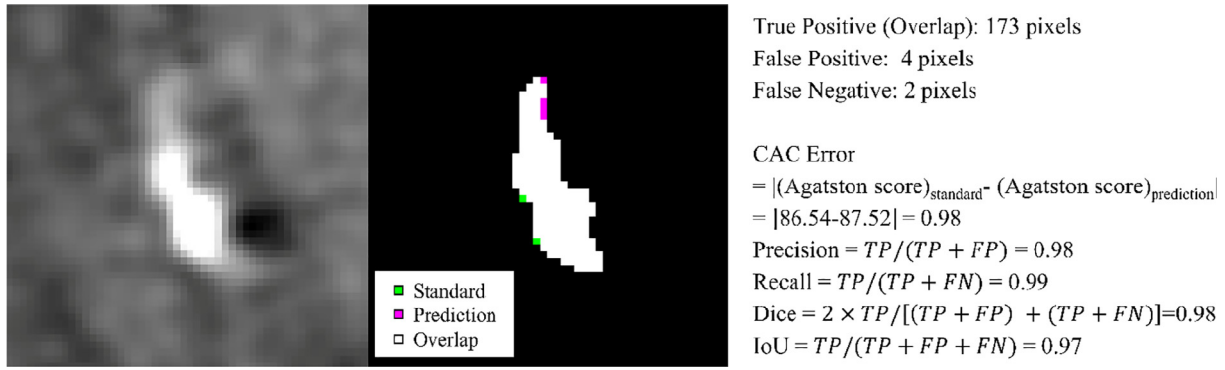 True Positive (Overlap): 173 pixels
False Positive: 4 pixels
False Negative: 2 pixels
CAC Error
= |(Agatston score)standard- (Agatston score)prediction|
= |86.54-87.52| = 0.98
Precision = TP/(TP + FP) = 0.98
Recall = TP/(TP + FN) = 0.99
Dice = 2 × TP/[(TP + FP) + (TP + FN)]=0.98
IoU = TP/(TP + FP + FN) = 0.97
Standard
Prediction
Overlap